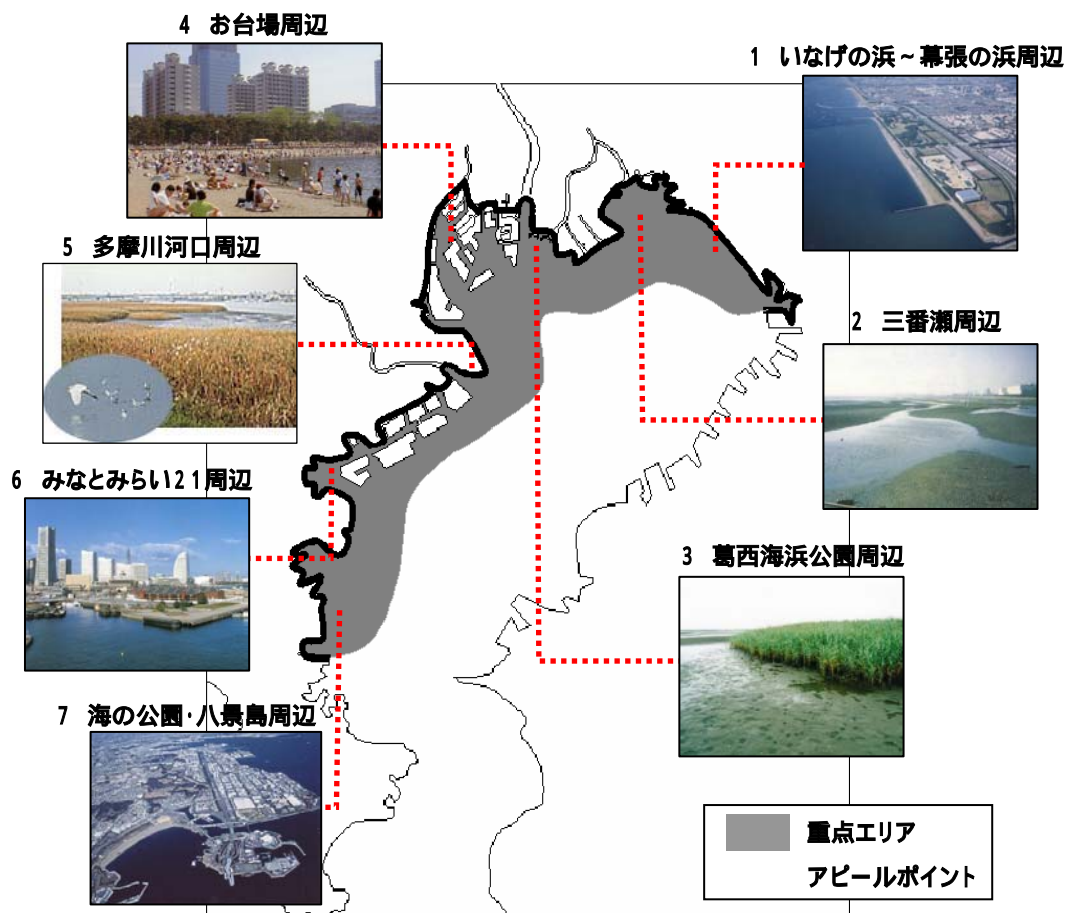 4 お台場周辺
1 いなげの浜～幕張の浜周辺
5 多摩川河口周辺
2 三番瀬周辺
6 みなとみらい21周辺
3 葛西海浜公園周辺
7 海の公園・八景島周辺
重点エリア
アピールポイント